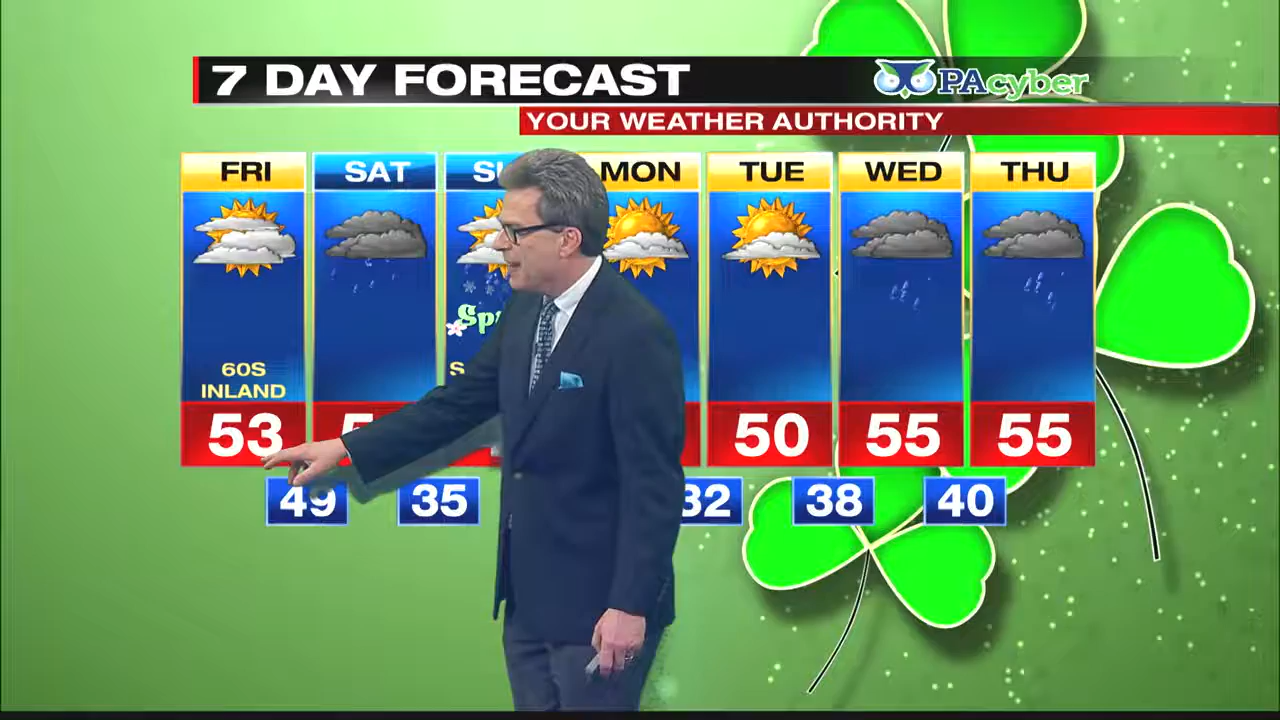 7 DAY FORECAST
PAcyber
YOUR WEATHER AUTHORITY
FRI
SAT
MON
TUE
WED
THU
60S
INLAND
53
50
55
55
49
35
38
40